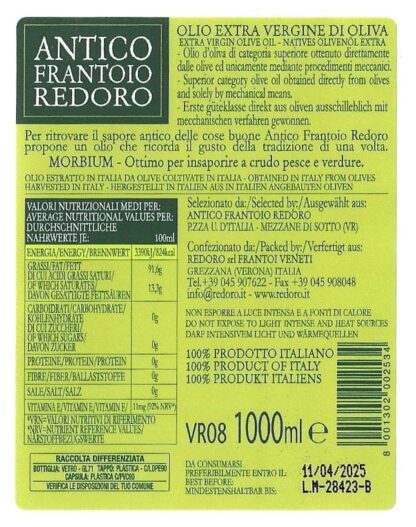 ANTICO
FRANTOIO
REDORO
OLIO EXTRA VERGINE DI OLIVA
EXTRA VIRGIN OLIVE OIL - NATIVES OLIVENÖL EXTRA
- Olio d'oliva di categoria superiore ottenuto direttamente
dalle olive ed unicamente mediante procedimenti meccanici.
- Superior category olive oil obtained directly from olives
and solely by mechanical means.
- Erste güteklasse direkt aus oliven ausschilleblich mit
mecchanischen verfahren gewonnen.
Per ritrovare il sapore antico delle cose buone Antico Frantoio Redoro
propone un olio che ricorda il gusto della tradizione di una volta.
MORBIUM - Ottimo per insaporire a crudo pesce e verdure.
OLIO ESTRATTO IN ITALIA DA OLIVE COLTIVATE IN ITALIA - OBTAINED IN ITALY FROM OLIVES
HARVESTED IN ITALY - HERGESTELLT IN ITALIEN AUS IN ITALIEN ANGEBAUTEN OLIVEN
VALORI NUTRIZIONALI MEDI PER:
AVERAGE NUTRITIONAL VALUES PER:
DURCHSCHNITTLICHE
NÄHRWERTE JE: 100ml
ENERGIA/ENERGY/BRENNWERT 3390kJ/824kcal
GRASSI/FAT/FETT 91,6g
DI CUI ACIDI GRASSI SATURI/
OF WHICH SATURATES/ 13,3g
DAVON GESÄTTIGTE FETTSÄUREN
CARBOIDRATI/CARBOHYDRATE/
KOHLENHYDRATE 0g
DI CUI ZUCCHERI/
OF WHICH SUGARS/
DAVON ZUCKER 0g
PROTEINE/PROTEIN/PROTEIN 0g
FIBRE/FIBER/BALLASTSTOFFE 0g
SALE/SALT/SALZ 0g
VITAMINA E/VITAMIN E/VITAMIN E/ 11mg (92% NRV*)
*VRN=VALORI NUTRITIVI DI RIFERIMENTO
*NRV=NUTRIENT REFERENCE VALUES/
NÄRSTOFFBEZUGSWERTE
RACCOLTA DIFFERENZIATA
BOTTIGLIA: VETRO - GL71 TAPPO: PLASTICA - C/LDPE90
CAPSULA: PLASTICA C/PVC90
VERIFICA LE DISPOSIZIONI DEL TUO COMUNE
Selezionato da:/Selected by:/Ausgewählt aus:
ANTICO FRANTOIO REDORO
P.ZZA U. D'ITALIA - MEZZANE DI SOTTO (VR)
Confezionato da:/Packed by:/Verfertigt aus:
REDORO srl FRANTOI VENETI
GREZZANA (VERONA) ITALIA
Tel.+39 045 907622 - Fax +39 045 908048
info@redoro.it - www.redoro.it
NON ESPORRE A LUCE INTENSA E A FONTI DI CALORE
DO NOT EXPOSE TO LIGHT INTENSE AND HEAT SOURCES
DARF INTENSIVEM LICHT UND WÄRMEQUELLEN
100% PRODOTTO ITALIANO
100% PRODUCT OF ITALY
100% PRODUKT ITALIENS
8 001302 002534
VR08 1000ml e
DA CONSUMARSI
PREFERIBILMENTE ENTRO IL:
BEST BEFORE:
MINDESTENSHALTBAR BIS:
11/04/2025
L.M-28423-B